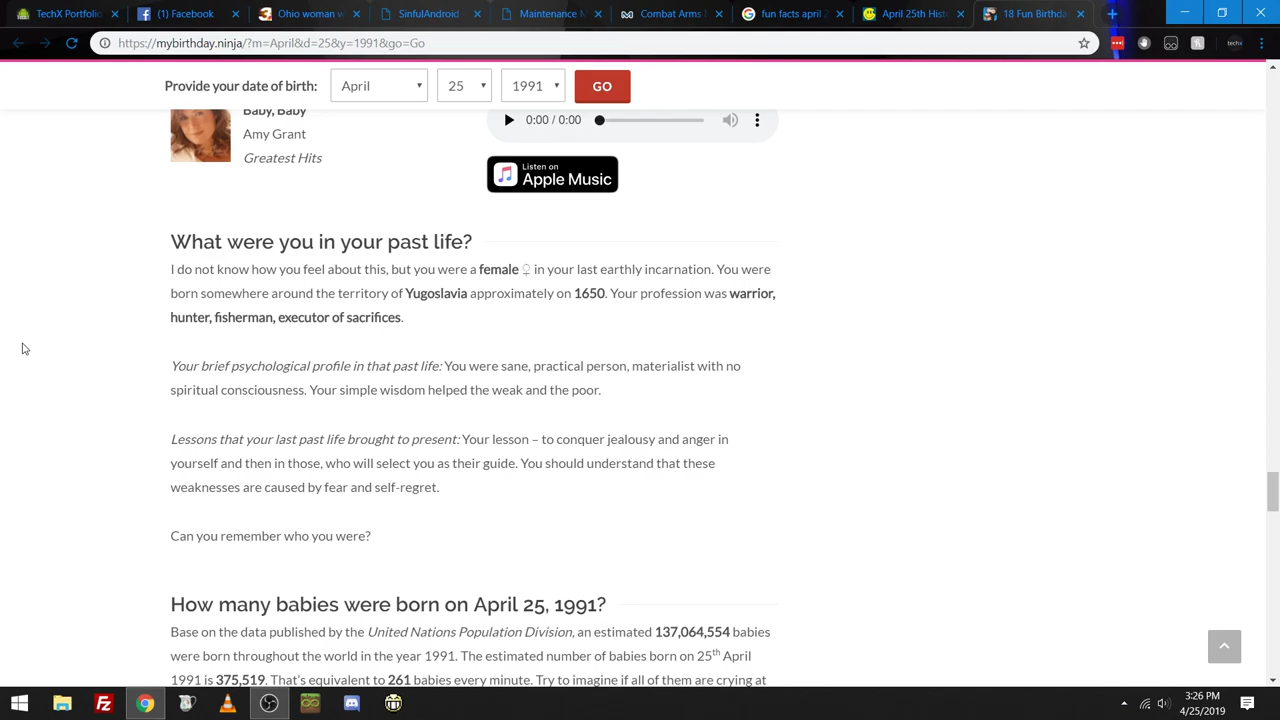 TechX Portfolio
(1) Facebook
Ohio woman w
SinfulAndroid
Maintenance M
Combat Arms
fun facts april 2
April 25th Hist
18 Fun Birthda
https://mybirthday.ninja/?m=April&d=25&y=1991&go=Go
techx
Provide your date of birth: April 25 1991 GO
Baby, Baby
Amy Grant
Greatest Hits
0:00 / 0:00
Listen on
Apple Music
What were you in your past life?
I do not know how you feel about this, but you were a female ♀ in your last earthly incarnation. You were
born somewhere around the territory of Yugoslavia approximately on 1650. Your profession was warrior,
hunter, fisherman, executor of sacrifices.
Your brief psychological profile in that past life: You were sane, practical person, materialist with no
spiritual consciousness. Your simple wisdom helped the weak and the poor.
Lessons that your last past life brought to present: Your lesson – to conquer jealousy and anger in
yourself and then in those, who will select you as their guide. You should understand that these
weaknesses are caused by fear and self-regret.
Can you remember who you were?
How many babies were born on April 25, 1991?
Base on the data published by the United Nations Population Division, an estimated 137,064,554 babies
were born throughout the world in the year 1991. The estimated number of babies born on 25th April
1991 is 375,519. That's equivalent to 261 babies every minute. Try to imagine if all of them are crying at
3:26 PM
4/25/2019